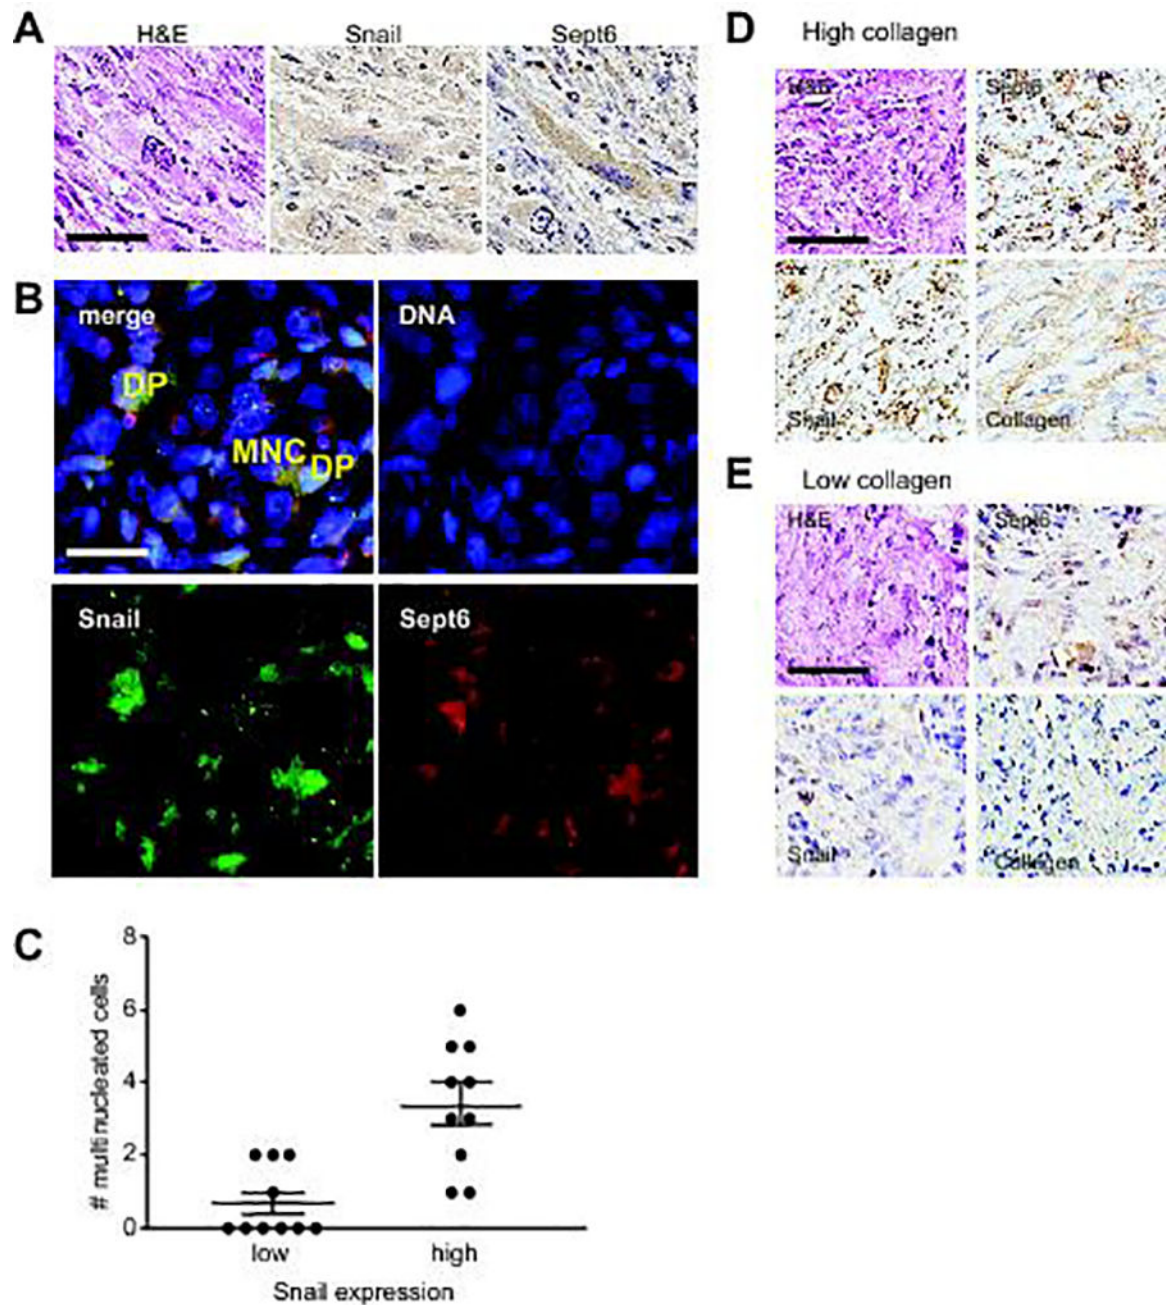 A
H&E Snail Sept6
B
merge DNA
DP
MNC DP
Snail Sept6
C
8
6
4
2
0
# multinucleated cells
low high
Snail expression
D High collagen
H&E Sept6
Snail Collagen
E Low collagen
H&E Sept6
Snail Collagen